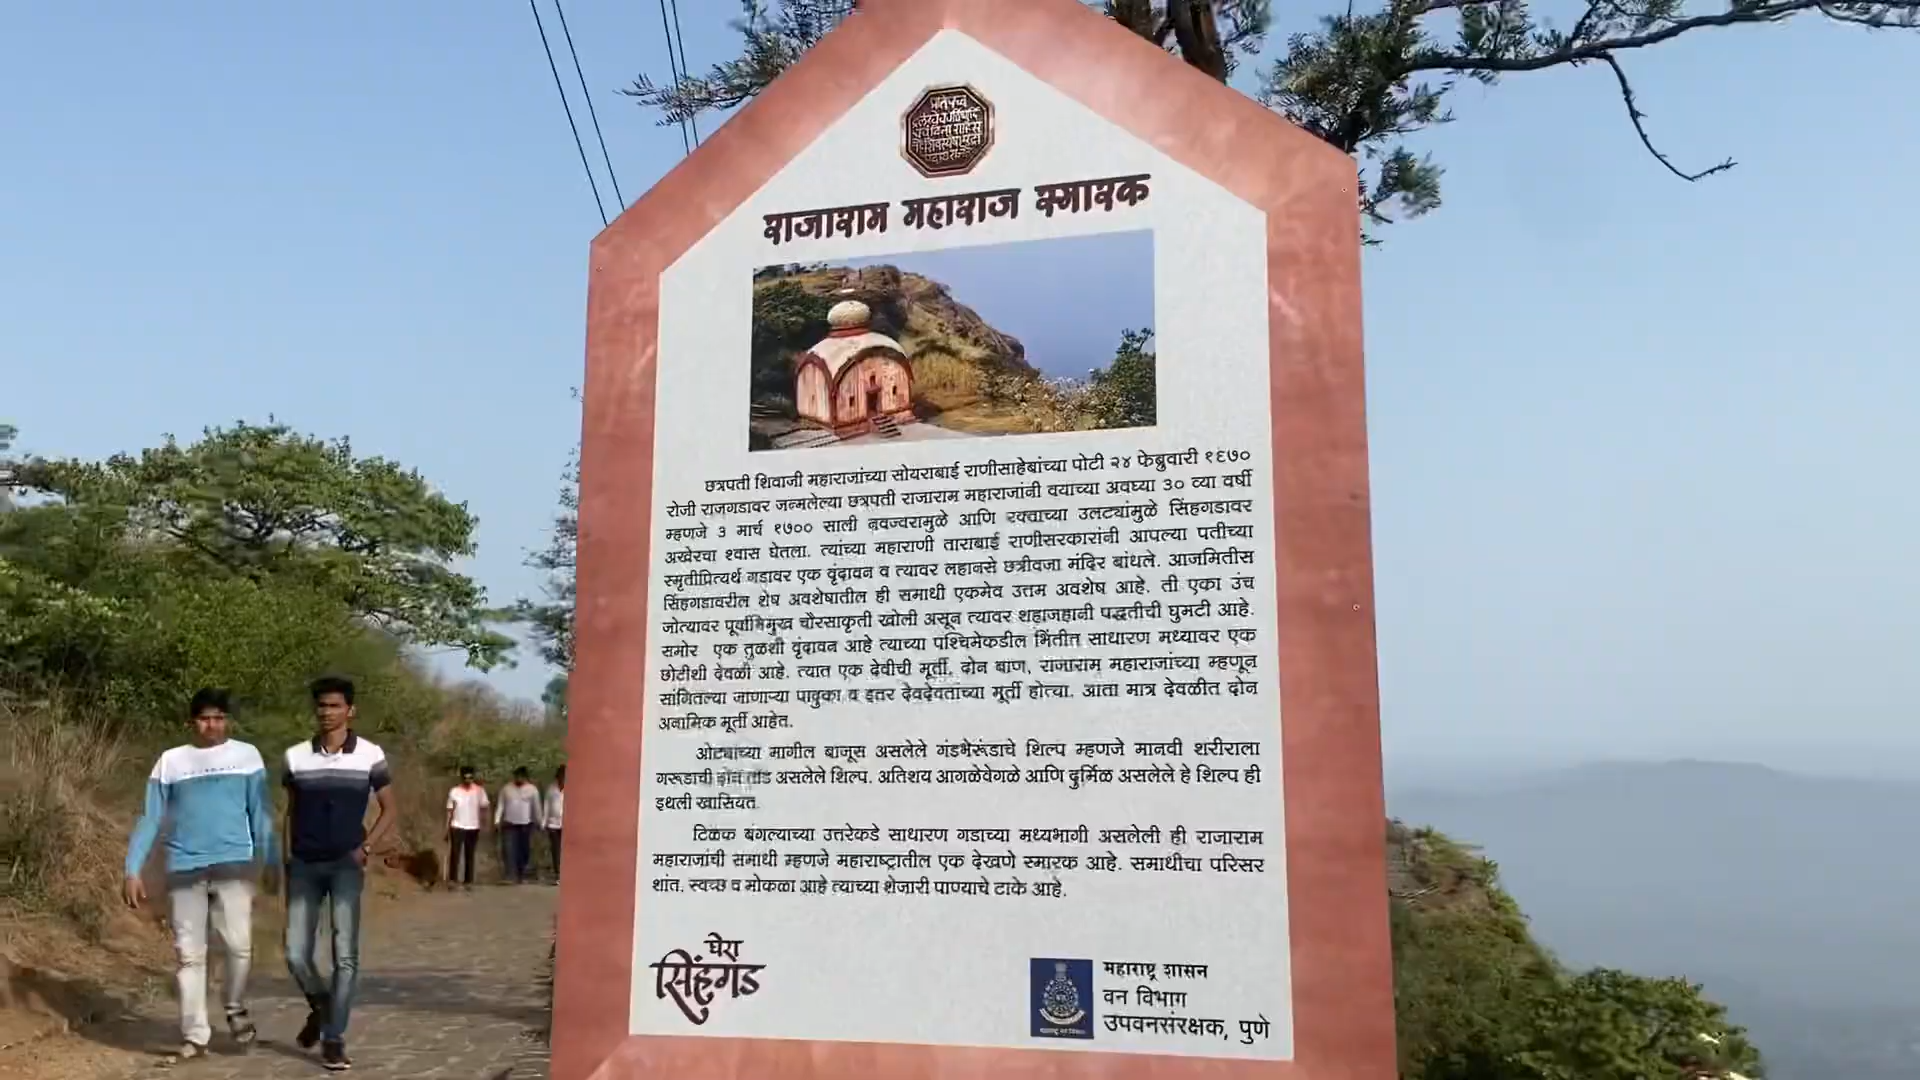 राजाराम महाराज स्मारक
छत्रपती शिवाजी महाराजांच्या सोयराबाई राणीसाहेबांच्या पोटी २४ फेब्रुवारी १६७०
रोजी राजगडावर जन्मलेल्या छत्रपती राजाराम महाराजांनी वयाच्या अवघ्या ३० व्या वर्षी
म्हणजे ३ मार्च १७०० साली नवज्वरामुळे आणि रक्ताच्या उलट्यांमुळे सिंहगडावर
अखेरचा श्वास घेतला. त्यांच्या महाराणी ताराबाई राणीसरकारांनी आपल्या पतीच्या
स्मृतीप्रित्यर्थ गडावर एक वृंदावन व त्यावर लहानसे छत्रीवजा मंदिर बांधले. आजमितीस
सिंहगडावरील शेष अवशेषातील ही समाधी एकमेव उत्तम अवशेष आहे. ती एका उंच
जोत्यावर पूर्वाभिमुख चौरसाकृती खोली असून त्यावर शहाजहानी पद्धतीची घुमटी आहे.
समोर एक तुळशी वृंदावन आहे त्याच्या पश्चिमेकडील भिंतीत साधारण मध्यावर एक
छोटीशी देवळी आहे. त्यात एक देवीची मूर्ती, दोन बाण, राजाराम महाराजांच्या म्हणून
सांगितल्या जाणाऱ्या पादुका व इतर देवदेवतांच्या मूर्ती होत्या. आता मात्र देवळीत दोन
अनामिक मूर्ती आहेत.
ओट्याच्या मागील बाजूस असलेले गंडभेरूंडाचे शिल्प म्हणजे मानवी शरीराला
गरूडाची दोन तोंडे असलेले शिल्प. अतिशय आगळेवेगळे आणि दुर्मिळ असलेले हे शिल्प ही
इथली खासियत.
टिळक बंगल्याच्या उत्तरेकडे साधारण गडाच्या मध्यभागी असलेली ही राजाराम
महाराजांची समाधी म्हणजे महाराष्ट्रातील एक देखणे स्मारक आहे. समाधीचा परिसर
शांत, स्वच्छ व मोकळा आहे त्याच्या शेजारी पाण्याचे टाके आहे.
घेरा
सिंहगड
महाराष्ट्र शासन
वन विभाग
उपवनसंरक्षक, पुणे